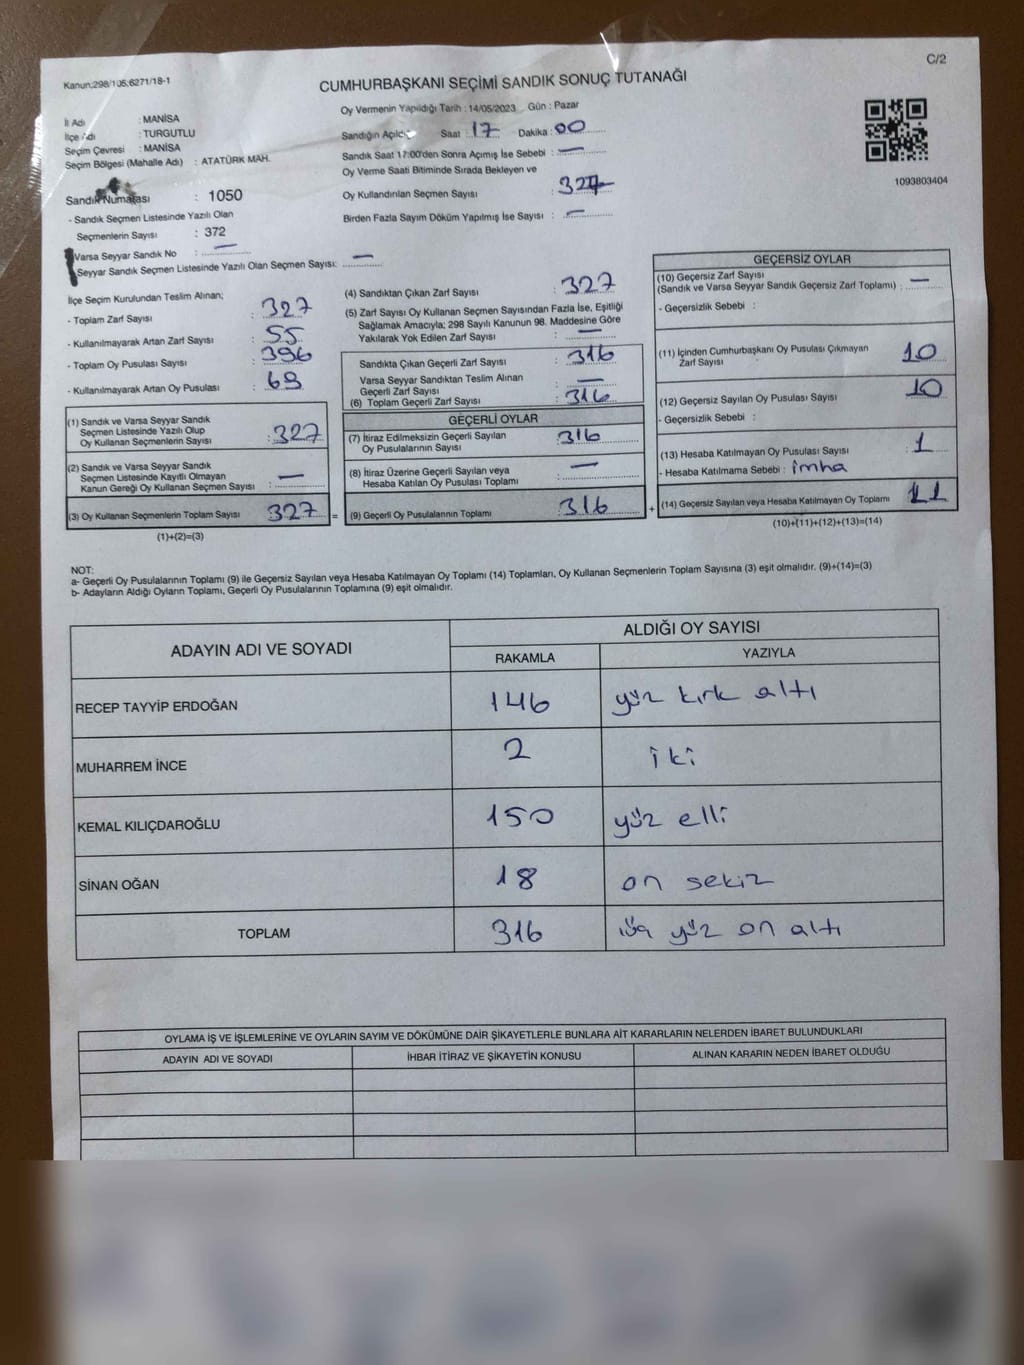 C/2
Kanun:298/105,6271/18-1
CUMHURBAŞKANI SEÇİMİ SANDIK SONUÇ TUTANAĞI
Oy Vermenin Yapıldığı Tarih : 14/05/2023 Gün : Pazar
İl Adı : MANİSA
İlçe Adı : TURGUTLU
Seçim Çevresi : MANİSA
Seçim Bölgesi (Mahalle Adı) : ATATÜRK MAH.
Sandığın Açıldığı Saat : 17 Dakika : 00
Sandık Saat 17:00'den Sonra Açımış İse Sebebi : —
Oy Verme Saati Bitiminde Sırada Bekleyen ve
Oy Kullandırılan Seçmen Sayısı :
Birden Fazla Sayım Döküm Yapılmış İse Sayısı : —
1093803404
Sandık Numarası : 1050
- Sandık Seçmen Listesinde Yazılı Olan
Seçmenlerin Sayısı : 372
Varsa Seyyar Sandık No : —
Seyyar Sandık Seçmen Listesinde Yazılı Olan Seçmen Sayısı: —
İlçe Seçim Kurulundan Teslim Alınan;
- Toplam Zarf Sayısı : 327
- Kullanılmayarak Artan Zarf Sayısı : 55
- Toplam Oy Pusulası Sayısı : 396
- Kullanılmayarak Artan Oy Pusulası : 69
(1) Sandık ve Varsa Seyyar Sandık
Seçmen Listesinde Yazılı Olup
Oy Kullanan Seçmenlerin Sayısı : 327
(2) Sandık ve Varsa Seyyar Sandık
Seçmen Listesinde Kayıtlı Olmayan
Kanun Gereği Oy Kullanan Seçmen Sayısı : —
(3) Oy Kullanan Seçmenlerin Toplam Sayısı 327 =
(1)+(2)=(3)
(4) Sandıktan Çıkan Zarf Sayısı : 327
(5) Zarf Sayısı Oy Kullanan Seçmen Sayısından Fazla İse, Eşitliği
Sağlamak Amacıyla; 298 Sayılı Kanunun 98. Maddesine Göre
Yakılarak Yok Edilen Zarf Sayısı : —
Sandıkta Çıkan Geçerli Zarf Sayısı : 316
Varsa Seyyar Sandıktan Teslim Alınan
Geçerli Zarf Sayısı : —
(6) Toplam Geçerli Zarf Sayısı : 316
GEÇERLİ OYLAR
(7) İtiraz Edilmeksizin Geçerli Sayılan
Oy Pusulalarının Sayısı : 316
(8) İtiraz Üzerine Geçerli Sayılan veya
Hesaba Katılan Oy Pusulası Toplamı : —
(9) Geçerli Oy Pusulalarının Toplamı 316 +
GEÇERSİZ OYLAR
(10) Geçersiz Zarf Sayısı
(Sandık ve Varsa Seyyar Sandık Geçersiz Zarf Toplamı) : —
- Geçersizlik Sebebi :
(11) İçinden Cumhurbaşkanı Oy Pusulası Çıkmayan
Zarf Sayısı : 10
(12) Geçersiz Sayılan Oy Pusulası Sayısı : 10
- Geçersizlik Sebebi :
(13) Hesaba Katılmayan Oy Pusulası Sayısı : 1
- Hesaba Katılmama Sebebi : imha
(14) Geçersiz Sayılan veya Hesaba Katılmayan Oy Toplamı 11
(10)+(11)+(12)+(13)=(14)
NOT:
a- Geçerli Oy Pusulalarının Toplamı (9) ile Geçersiz Sayılan veya Hesaba Katılmayan Oy Toplamı (14) Toplamları, Oy Kullanan Seçmenlerin Toplam Sayısına (3) eşit olmalıdır. (9)+(14)=(3)
b- Adayların Aldığı Oyların Toplamı, Geçerli Oy Pusulalarının Toplamına (9) eşit olmalıdır.
ADAYIN ADI VE SOYADI
ALDIĞI OY SAYISI
RAKAMLA YAZIYLA
RECEP TAYYİP ERDOĞAN 146 yüz kırk altı
MUHARREM İNCE 2 iki
KEMAL KILIÇDAROĞLU 150 yüz elli
SİNAN OĞAN 18 on sekiz
TOPLAM 316 üç yüz on altı
OYLAMA İŞ VE İŞLEMLERİNE VE OYLARIN SAYIM VE DÖKÜMÜNE DAİR ŞİKAYETLERLE BUNLARA AİT KARARLARIN NELERDEN İBARET BULUNDUKLARI
ADAYIN ADI VE SOYADI İHBAR İTİRAZ VE ŞİKAYETİN KONUSU ALINAN KARARIN NEDEN İBARET OLDUĞU